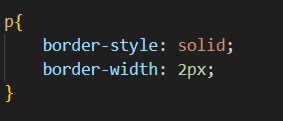 p{
    border-style: solid;
    border-width: 2px;
}